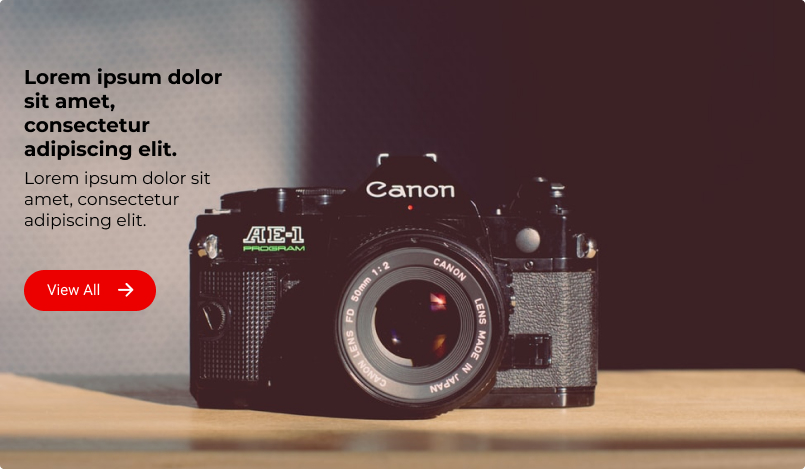 Lorem ipsum dolor
sit amet,
consectetur
adipiscing elit.
Lorem ipsum dolor sit
amet, consectetur
adipiscing elit.
View All
Canon
AE-1
PROGRAM
CANON LENS FD 50mm 1:2
CANON LENS MADE IN JAPAN